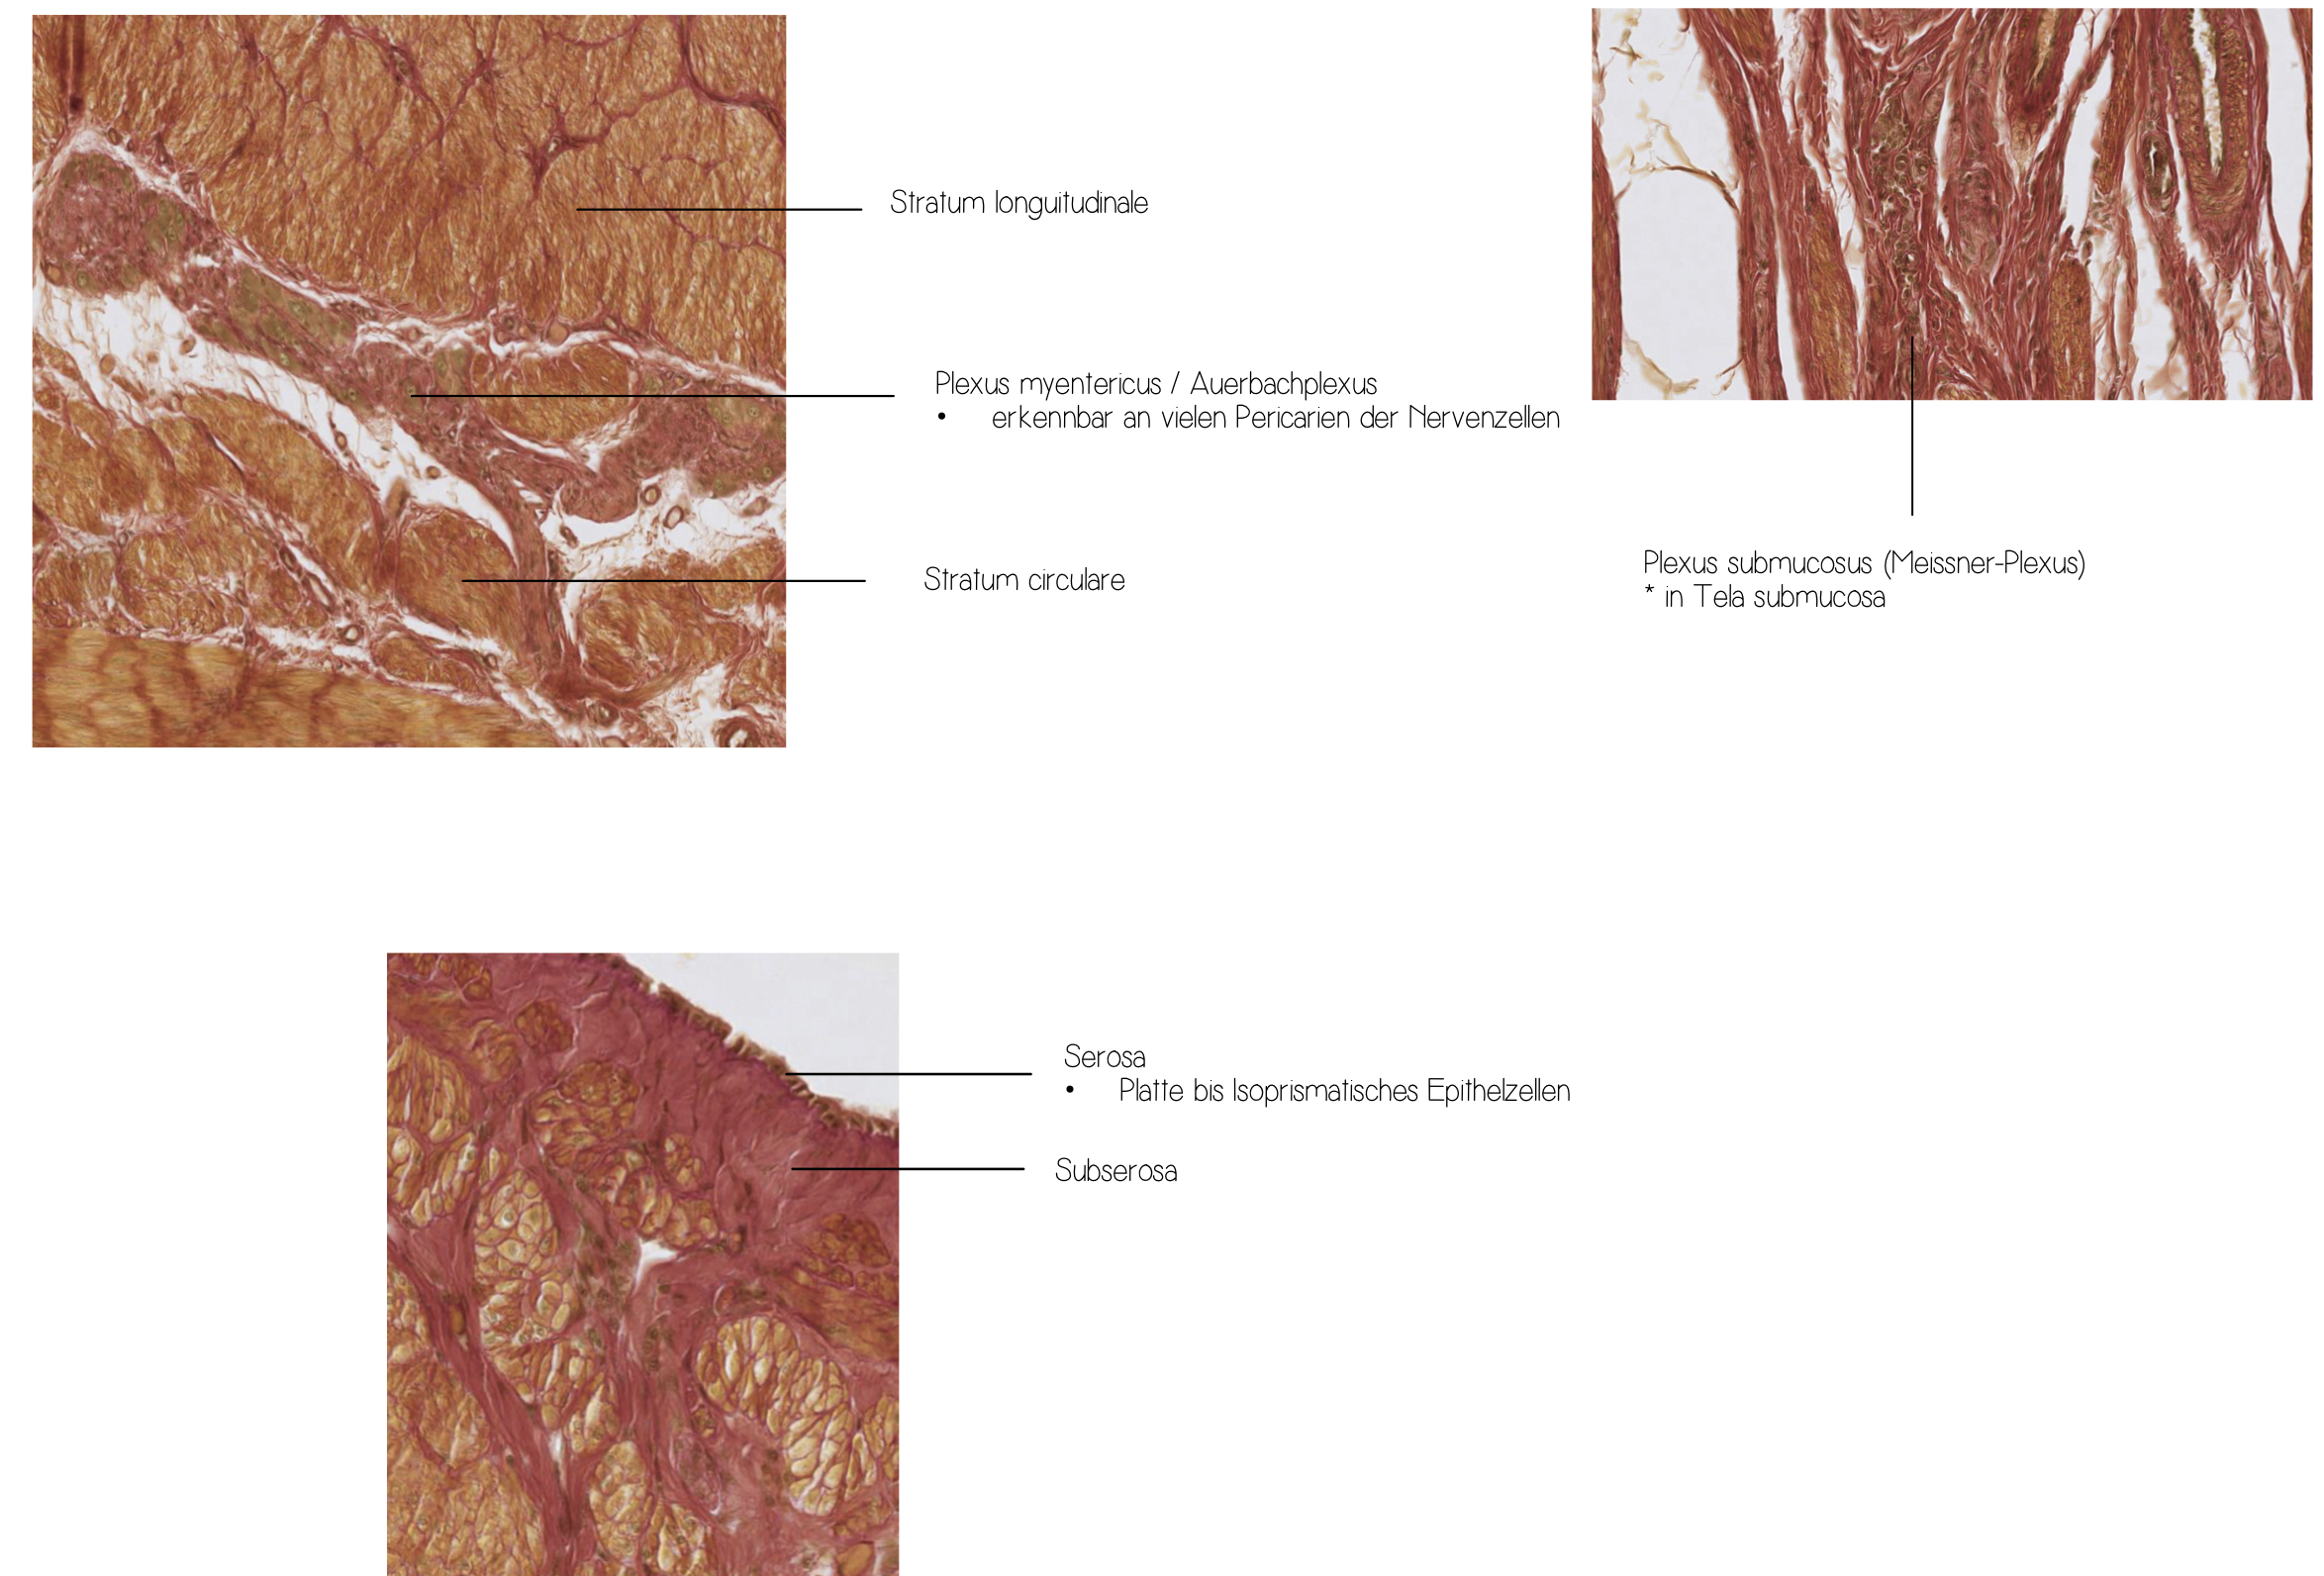 Stratum longuitudinale
Plexus myentericus / Auerbachplexus
• erkennbar an vielen Pericarien der Nervenzellen
Stratum circulare
Plexus submucosus (Meissner-Plexus)
* in Tela submucosa
Serosa
• Platte bis Isoprismatisches Epithelzellen
Subserosa